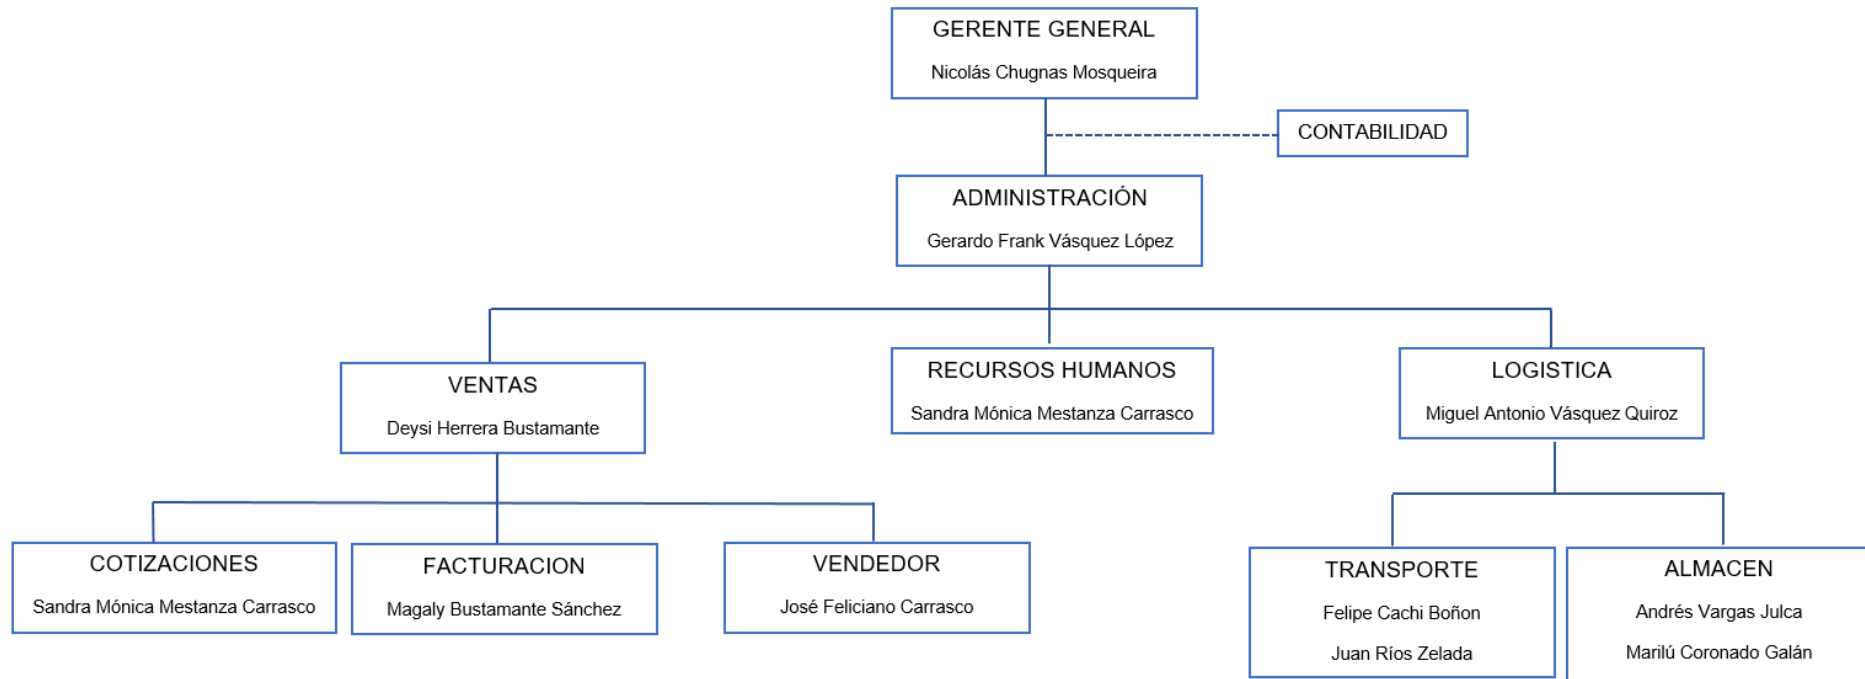 GERENTE GENERAL
Nicolás Chugnas Mosqueira
CONTABILIDAD
ADMINISTRACIÓN
Gerardo Frank Vásquez López
VENTAS
Deysi Herrera Bustamante
RECURSOS HUMANOS
Sandra Mónica Mestanza Carrasco
LOGISTICA
Miguel Antonio Vásquez Quiroz
COTIZACIONES
Sandra Mónica Mestanza Carrasco
FACTURACION
Magaly Bustamante Sánchez
VENDEDOR
José Feliciano Carrasco
TRANSPORTE
Felipe Cachi Boñon
Juan Ríos Zelada
ALMACEN
Andrés Vargas Julca
Marilú Coronado Galán